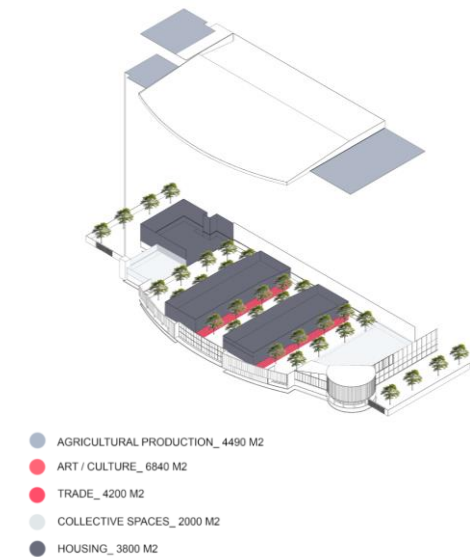 AGRICULTURAL PRODUCTION_ 4490 M2
ART / CULTURE_ 6840 M2
TRADE_ 4200 M2
COLLECTIVE SPACES_ 2000 M2
HOUSING_ 3800 M2